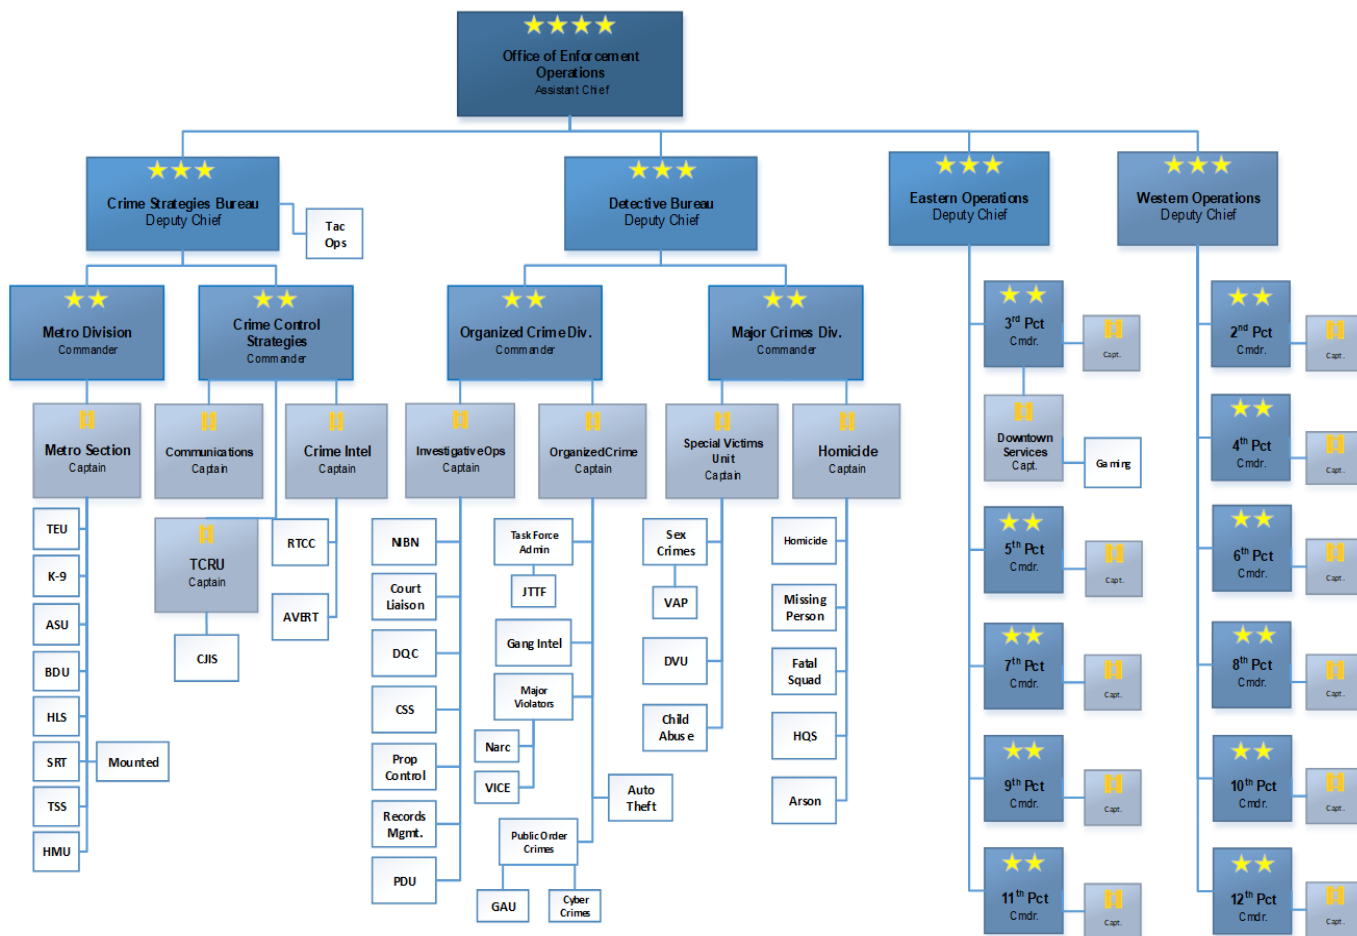 Office of Enforcement
Operations
Assistant Chief
Crime Strategies Bureau
Deputy Chief
Tac
Ops
Detective Bureau
Deputy Chief
Eastern Operations
Deputy Chief
Western Operations
Deputy Chief
Metro Division
Commander
Crime Control
Strategies
Commander
Organized Crime Div.
Commander
Major Crimes Div.
Commander
Metro Section
Captain
Communications
Captain
Crime Intel
Captain
Investigative Ops
Captain
Organized Crime
Captain
Special Victims
Unit
Captain
Homicide
Captain
TEU
K-9
ASU
BDU
HLS
SRT
Mounted
TSS
HMU
TCRU
Captain
CJIS
RTCC
AVERT
NIBN
Court
Liaison
DQC
CSS
Prop
Control
Records
Mgmt.
PDU
Task Force
Admin
JTTF
Gang Intel
Major
Violators
Narc
VICE
Auto
Theft
Public Order
Crimes
GAU
Cyber
Crimes
Sex
Crimes
VAP
DVU
Child
Abuse
Homicide
Missing
Person
Fatal
Squad
HQS
Arson
3rd Pct
Cmdr.
Capt.
Downtown
Services
Capt.
Gaming
5th Pct
Cmdr.
Capt.
7th Pct
Cmdr.
Capt.
9th Pct
Cmdr.
Capt.
11th Pct
Cmdr.
Capt.
2nd Pct
Cmdr.
Capt.
4th Pct
Cmdr.
Capt.
6th Pct
Cmdr.
Capt.
8th Pct
Cmdr.
Capt.
10th Pct
Cmdr.
Capt.
12th Pct
Cmdr.
Capt.